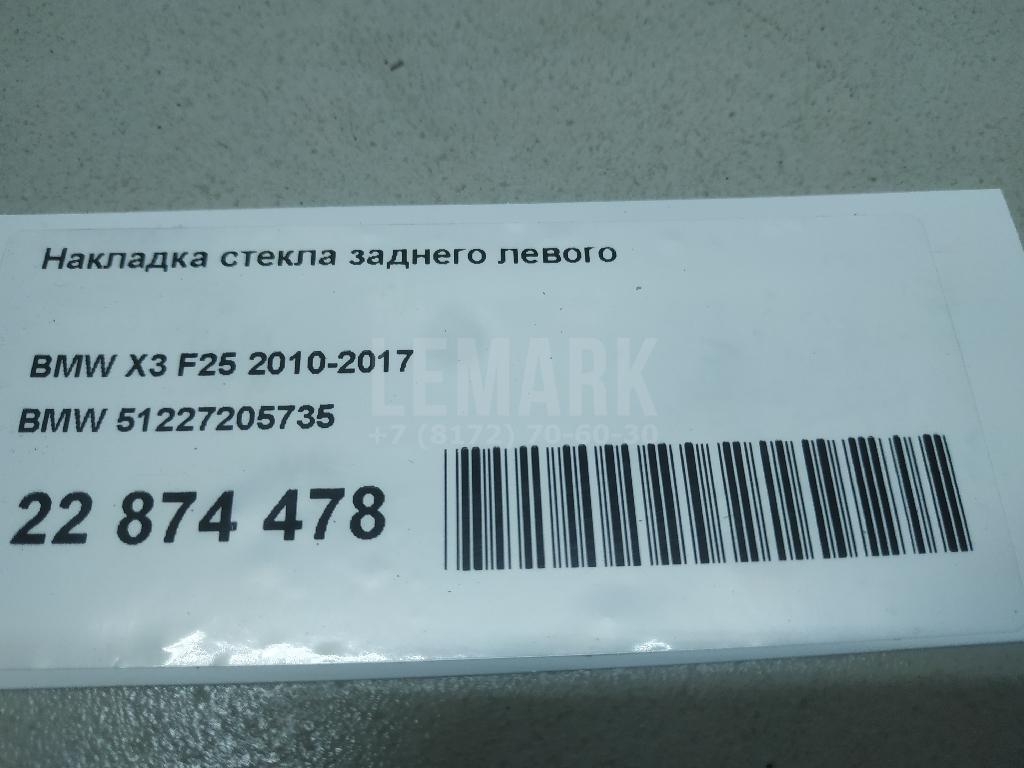 Накладка стекла заднего левого
BMW X3 F25 2010-2017
BMW 51227205735
22 874 478
LEMARK
+7 (8172) 70-60-30